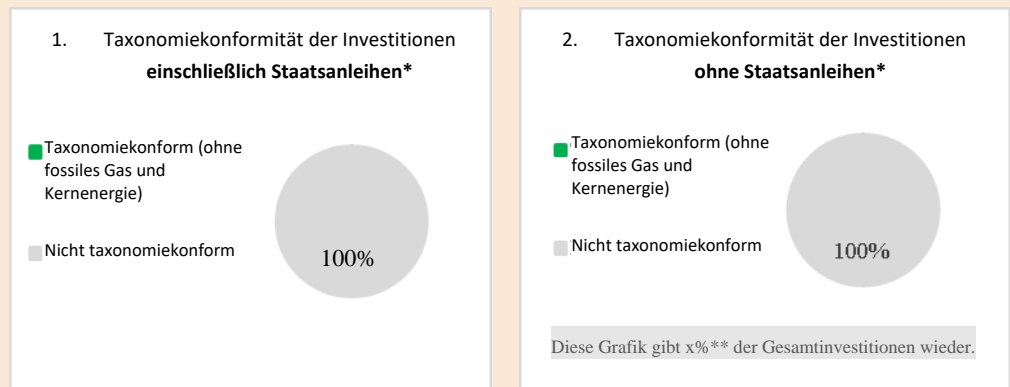 1. Taxonomiekonformität der Investitionen
einschließlich Staatsanleihen*
Taxonomiekonform (ohne
fossiles Gas und
Kernenergie)
Nicht taxonomiekonform
100%
2. Taxonomiekonformität der Investitionen
ohne Staatsanleihen*
Taxonomiekonform (ohne
fossiles Gas und
Kernenergie)
Nicht taxonomiekonform
100%
Diese Grafik gibt x%** der Gesamtinvestitionen wieder.